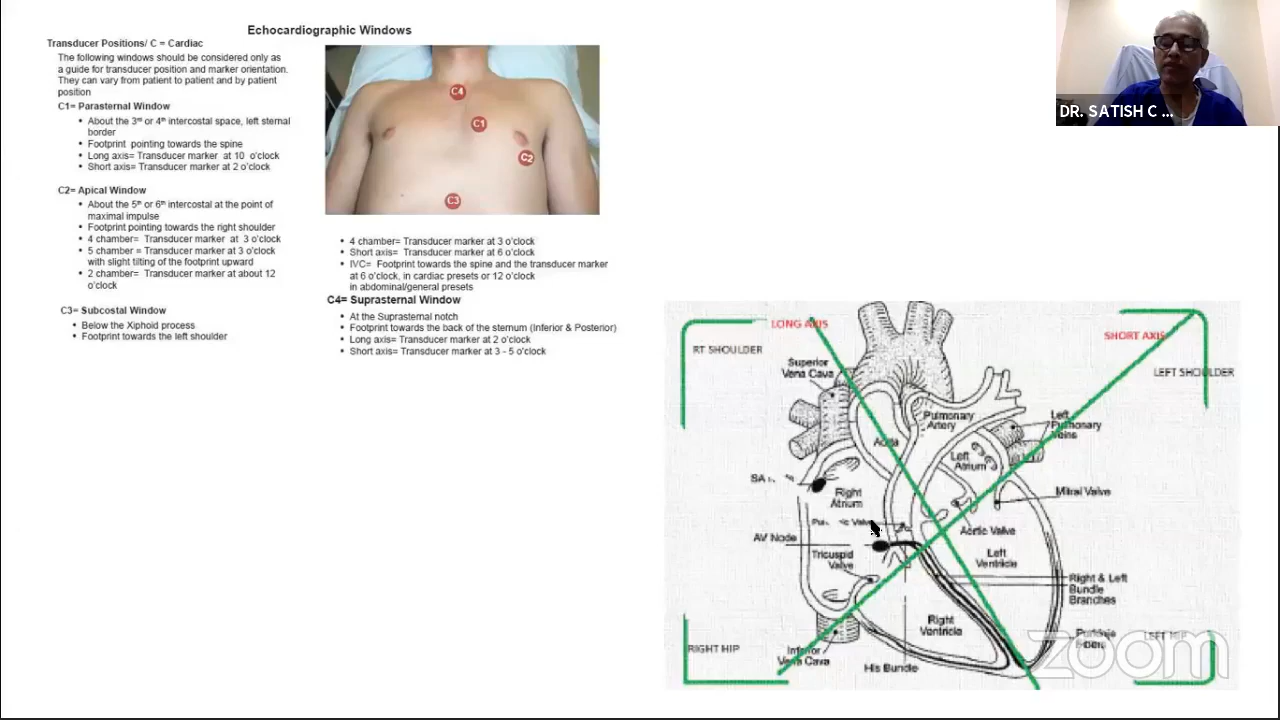 Echocardiographic Windows
Transducer Positions/ C = Cardiac
The following windows should be considered only as
a guide for transducer position and marker orientation.
They can vary from patient to patient and by patient
position
C1= Parasternal Window
• About the 3rd or 4th intercostal space, left sternal
border
• Footprint pointing towards the spine
• Long axis= Transducer marker at 10 o'clock
• Short axis= Transducer marker at 2 o'clock
C2= Apical Window
• About the 5th or 6th intercostal at the point of
maximal impulse
• Footprint pointing towards the right shoulder
• 4 chamber= Transducer marker at 3 o'clock
• 5 chamber = Transducer marker at 3 o'clock
with slight tilting of the footprint upward
• 2 chamber= Transducer marker at about 12
o'clock
C3= Subcostal Window
• Below the Xiphoid process
• Footprint towards the left shoulder
C4
C1
C2
C3
• 4 chamber= Transducer marker at 3 o'clock
• Short axis= Transducer marker at 6 o'clock
• IVC= Footprint towards the spine and the transducer marker
at 6 o'clock, in cardiac presets or 12 o'clock
in abdominal/general presets
C4= Suprasternal Window
• At the Suprasternal notch
• Footprint towards the back of the sternum (Inferior & Posterior)
• Long axis= Transducer marker at 2 o'clock
• Short axis= Transducer marker at 3 - 5 o'clock
DR. SATISH C ...
LONG AXIS
SHORT AXIS
RT SHOULDER
LEFT SHOULDER
Superior
Vena Cava
Pulmonary
Artery
Left
Pulmonary
Veins
Aorta
Left
Atrium
SA
Right
Atrium
Mitral Valve
Valve
AV Node
Aortic Valve
Tricuspid
Valve
Left
Ventricle
Right & Left
Bundle
Branches
Right
Ventricle
Purkinje
RIGHT HIP
LEFT HIP
Inferior
Vena Cava
His Bundle
zoom